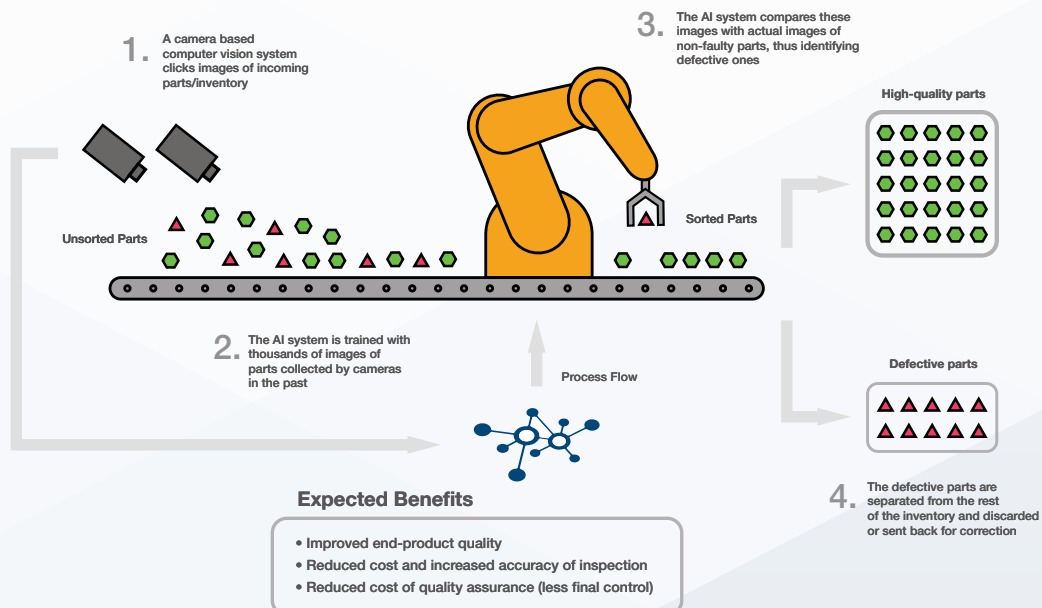 1.
A camera based
computer vision system
clicks images of incoming
parts/inventory
3.
The AI system compares these
images with actual images of
non-faulty parts, thus identifying
defective ones
High-quality parts
Unsorted Parts
Sorted Parts
2.
The AI system is trained with
thousands of images of
parts collected by cameras
in the past
Process Flow
Defective parts
4.
The defective parts are
separated from the rest
of the inventory and discarded
or sent back for correction
Expected Benefits
• Improved end-product quality
• Reduced cost and increased accuracy of inspection
• Reduced cost of quality assurance (less final control)